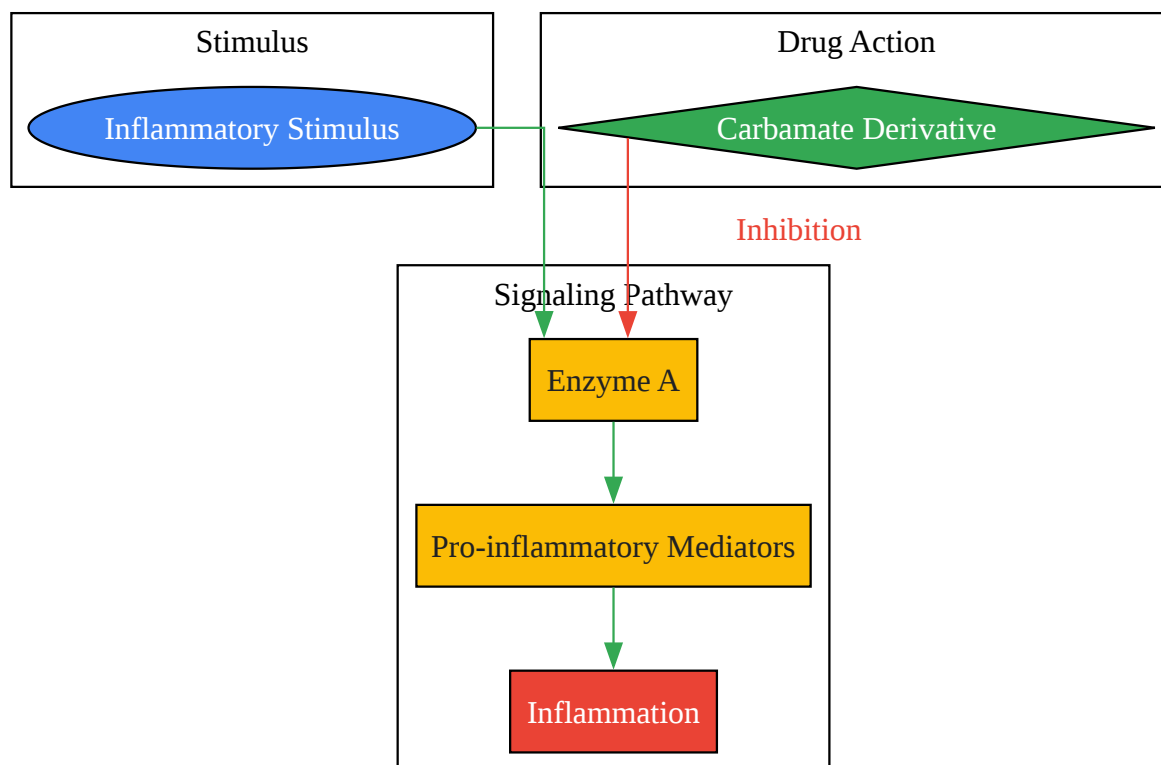 Stimulus
Drug Action
Inflammatory Stimulus
Carbamate Derivative
Inhibition
Signaling Pathway
Enzyme A
Pro-inflammatory Mediators
Inflammation